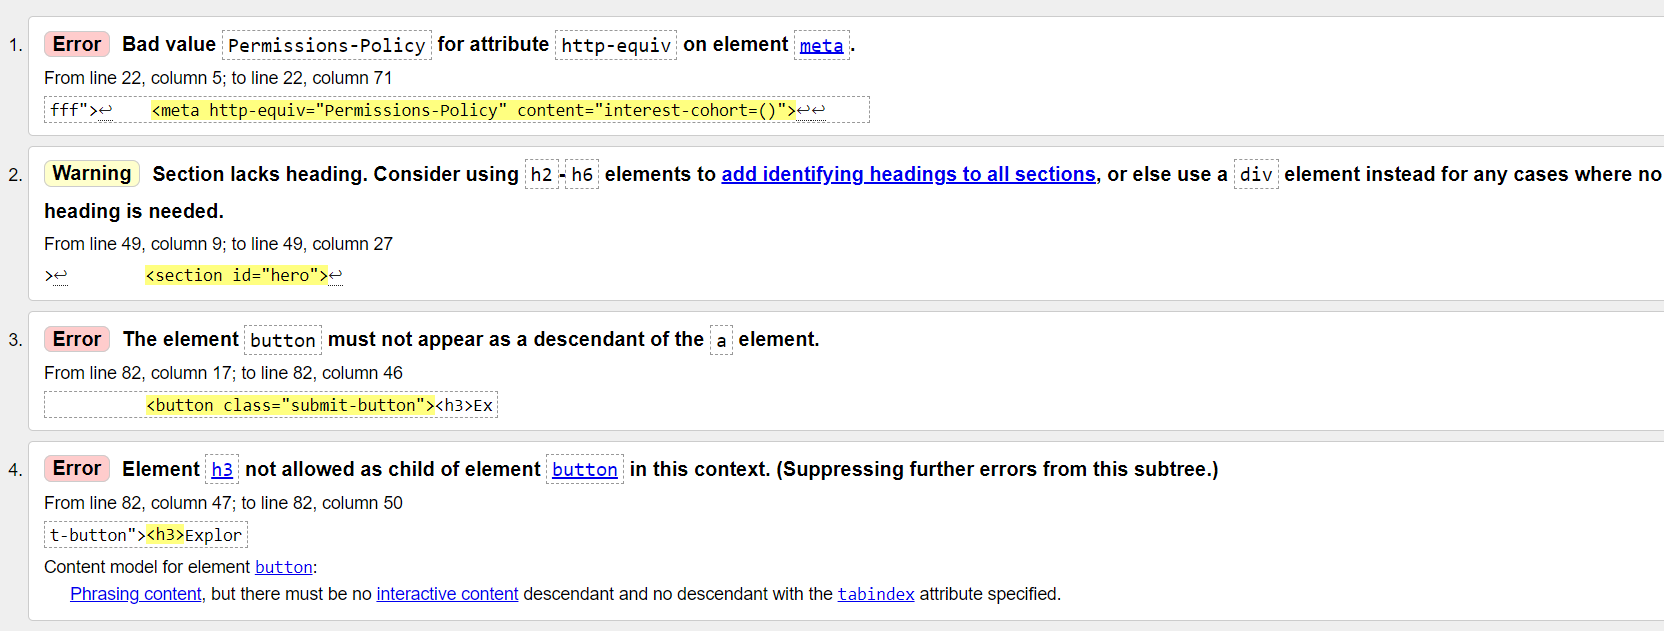 1. Error Bad value Permissions-Policy for attribute http-equiv on element meta.
From line 22, column 5; to line 22, column 71
fff">↩ <meta http-equiv="Permissions-Policy" content="interest-cohort=()">↩↩
2. Warning Section lacks heading. Consider using h2-h6 elements to add identifying headings to all sections, or else use a div element instead for any cases where no
heading is needed.
From line 49, column 9; to line 49, column 27
>↩ <section id="hero">↩
3. Error The element button must not appear as a descendant of the a element.
From line 82, column 17; to line 82, column 46
<button class="submit-button"><h3>Ex
4. Error Element h3 not allowed as child of element button in this context. (Suppressing further errors from this subtree.)
From line 82, column 47; to line 82, column 50
t-button"><h3>Explor
Content model for element button:
Phrasing content, but there must be no interactive content descendant and no descendant with the tabindex attribute specified.